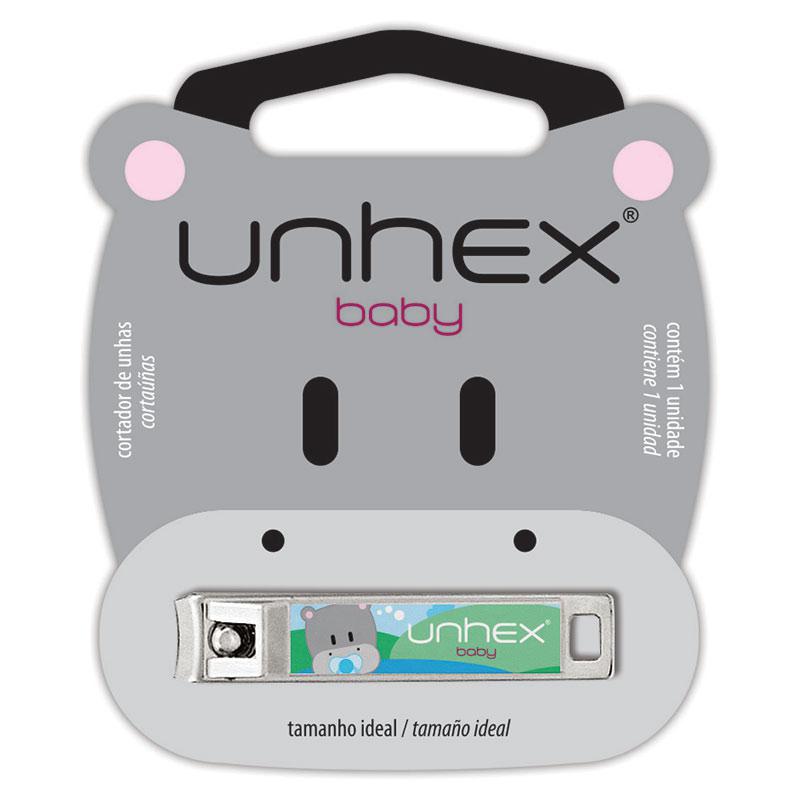 unhex®
baby
cortador de unhas
cortaúñas
contém 1 unidade
contiene 1 unidad
unhex®
baby
tamanho ideal / tamaño ideal